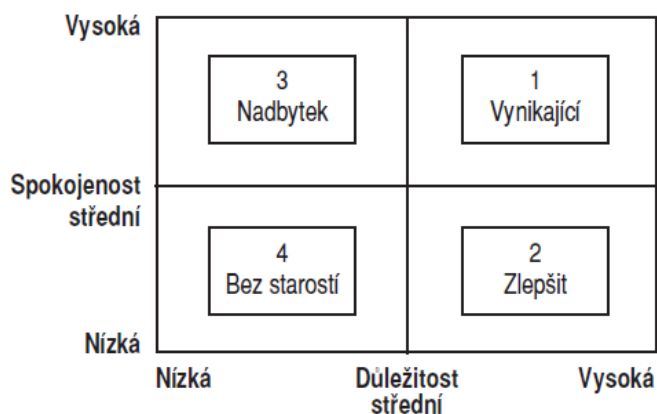 Vysoká
3
Nadbytek
1
Vynikající
Spokojenost
střední
4
Bez starostí
2
Zlepšit
Nízká
Nízká
Důležitost
střední
Vysoká